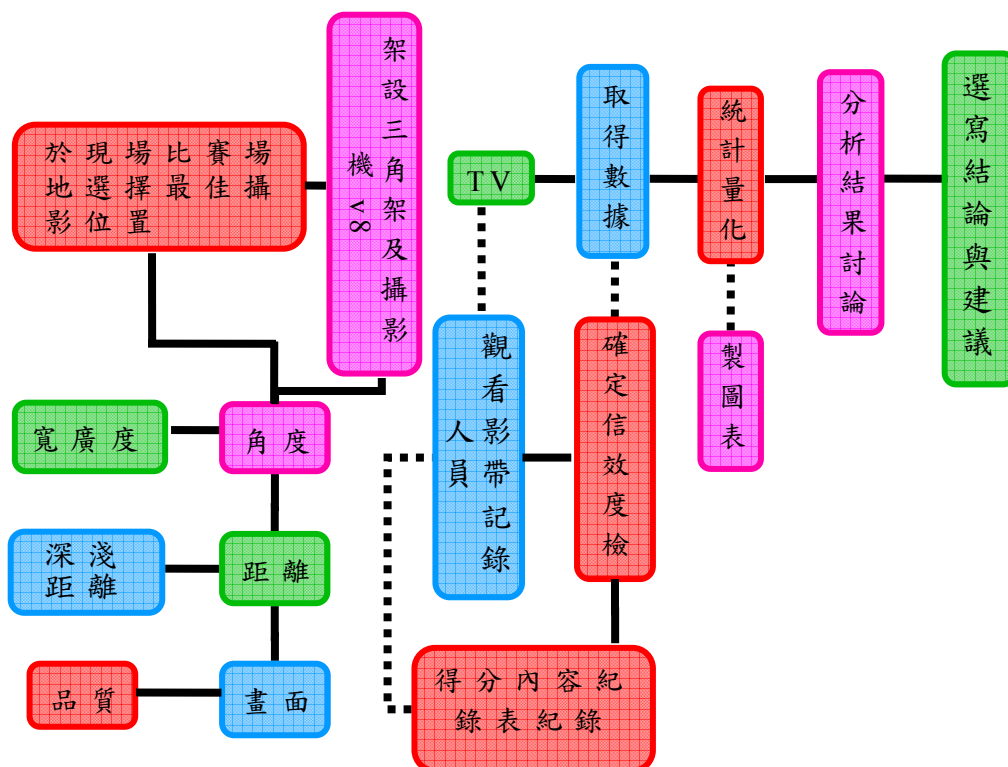 架設三角架及攝影
機v8
於現場比賽場
地選擇最佳攝
影位置
寬廣度
角度
深淺
距離
距離
品質
畫面
TV
取得數據
統計量化
分析結果討論
選寫結論與建議
觀看影帶記錄
人員
確定信效度檢
製圖表
得分內容紀
錄表紀錄